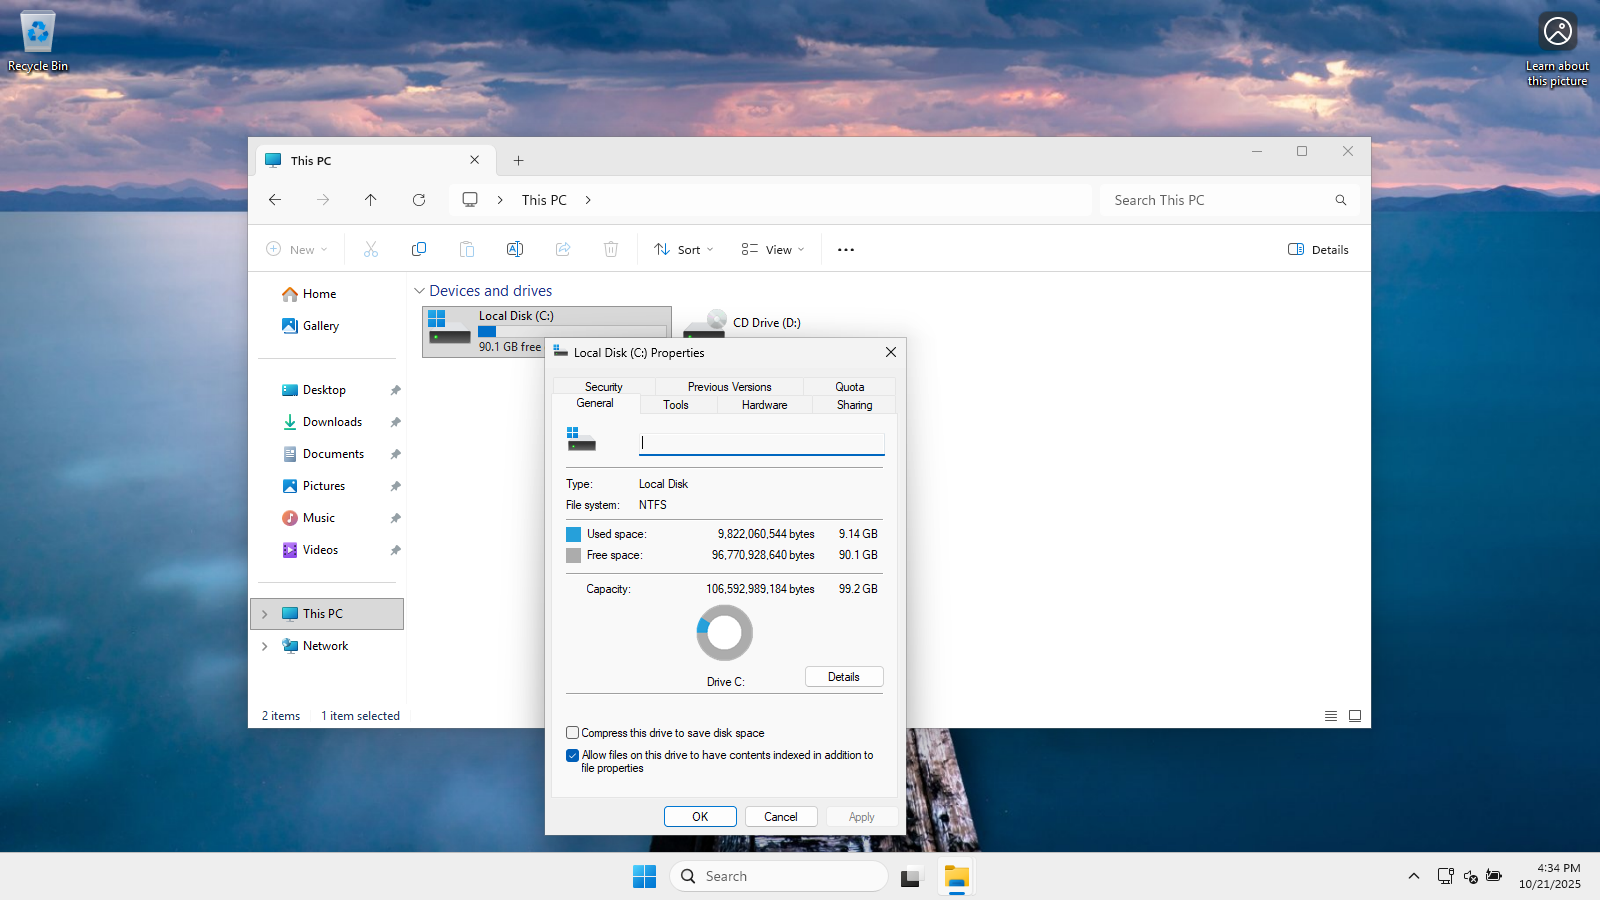 Recycle Bin
Learn about
this picture
This PC
This PC
Search This PC
New
Sort
View
Details
Home
Gallery
Desktop
Downloads
Documents
Pictures
Music
Videos
This PC
Network
Devices and drives
Local Disk (C:)
90.1 GB free
CD Drive (D:)
2 items
1 item selected
Local Disk (C:) Properties
Security
Previous Versions
Quota
General
Tools
Hardware
Sharing
Type: Local Disk
File system: NTFS
Used space: 9,822,060,544 bytes 9.14 GB
Free space: 96,770,928,640 bytes 90.1 GB
Capacity: 106,592,989,184 bytes 99.2 GB
Drive C:
Details
Compress this drive to save disk space
Allow files on this drive to have contents indexed in addition to
file properties
OK
Cancel
Apply
Search
4:34 PM
10/21/2025